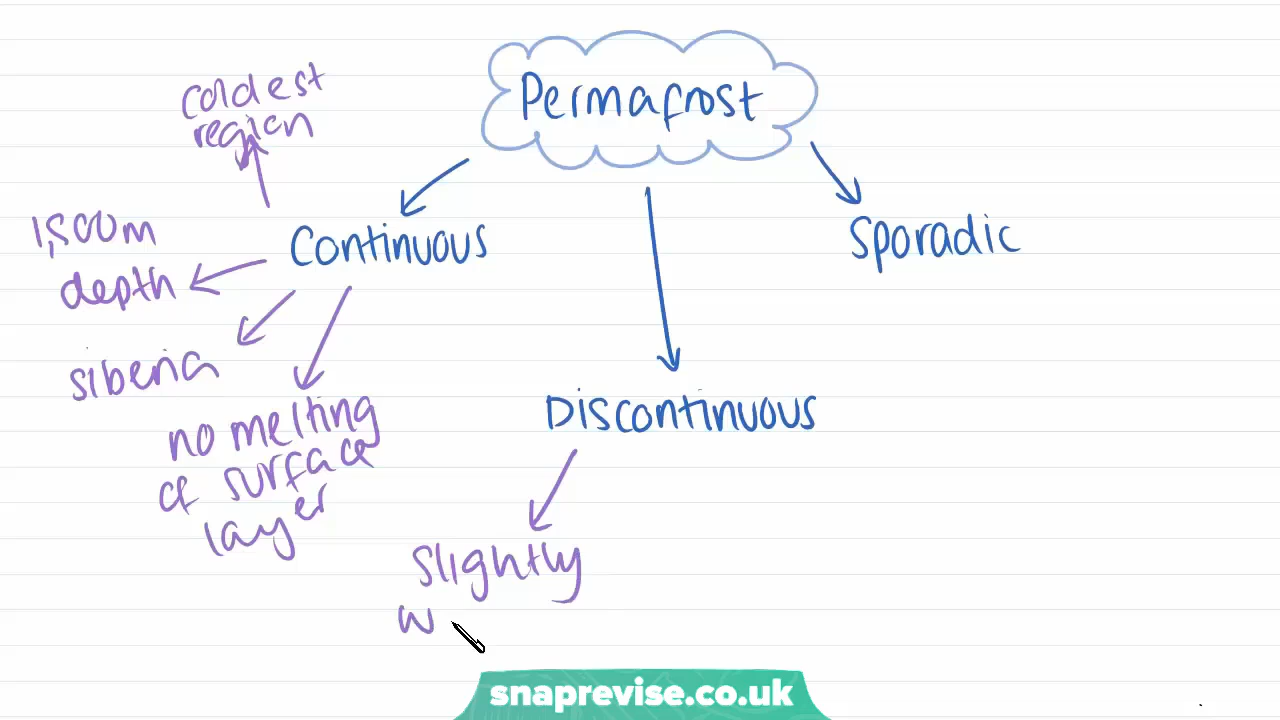 Permafrost
coldest
region
Continuous
1,500m
depth
siberia
no melting
of surface
layer
Sporadic
Discontinuous
slightly
w
snaprevise.co.uk